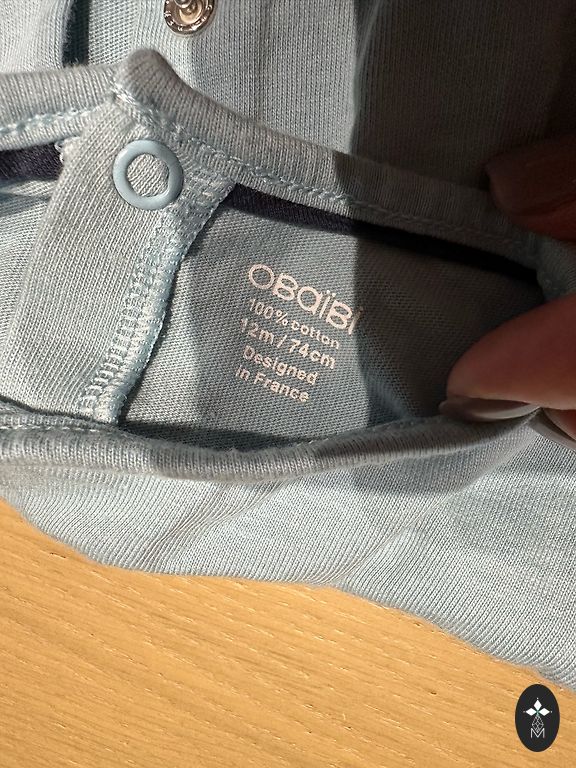 OBaïBi
100% cotton
12m / 74cm
Designed
in France